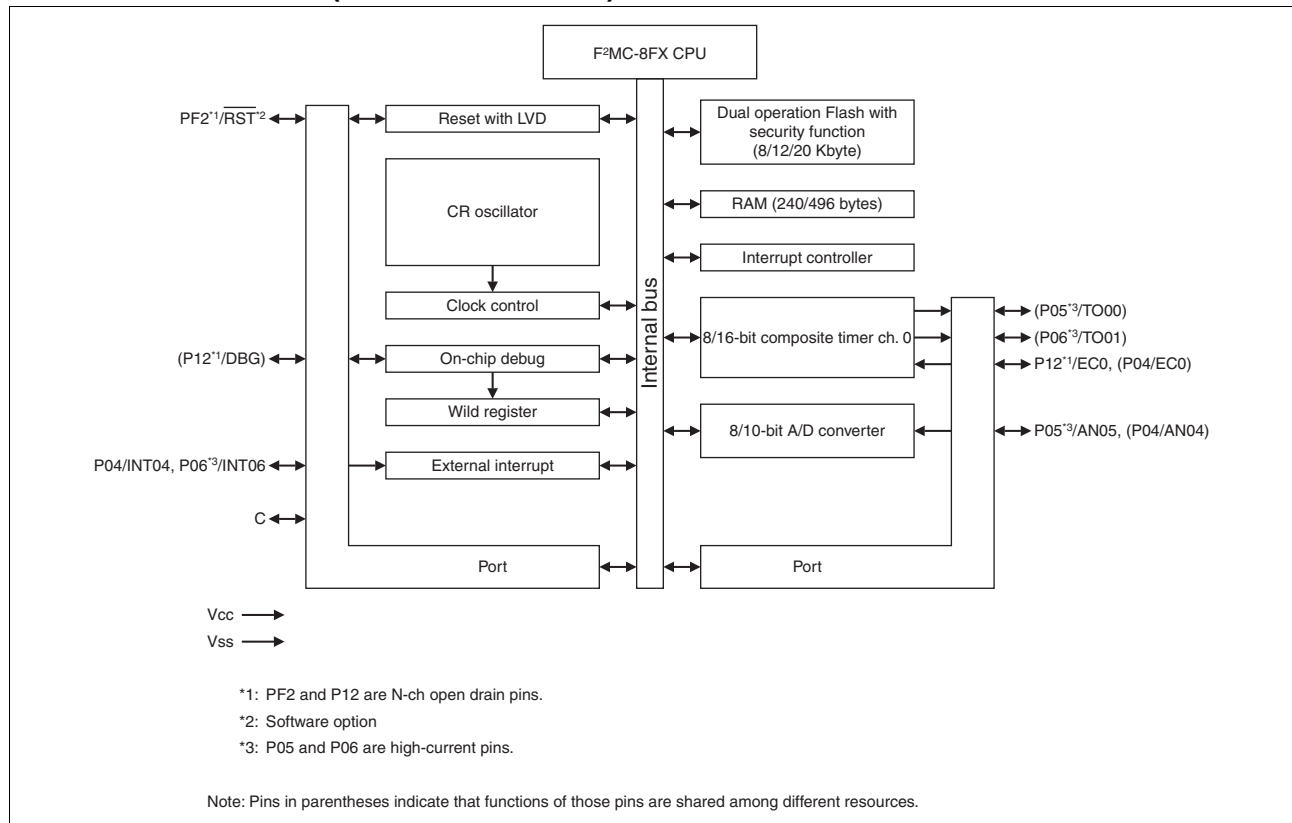 F²MC-8FX CPU
PF2*1/RST*2
Reset with LVD
Dual operation Flash with
security function
(8/12/20 Kbyte)
CR oscillator
RAM (240/496 bytes)
Interrupt controller
Clock control
Internal bus
8/16-bit composite timer ch. 0
(P05*3/TO00)
(P06*3/TO01)
P12*1/EC0, (P04/EC0)
(P12*1/DBG)
On-chip debug
Wild register
8/10-bit A/D converter
P05*3/AN05, (P04/AN04)
P04/INT04, P06*3/INT06
External interrupt
C
Port
Port
Vcc
Vss
*1: PF2 and P12 are N-ch open drain pins.
*2: Software option
*3: P05 and P06 are high-current pins.
Note: Pins in parentheses indicate that functions of those pins are shared among different resources.